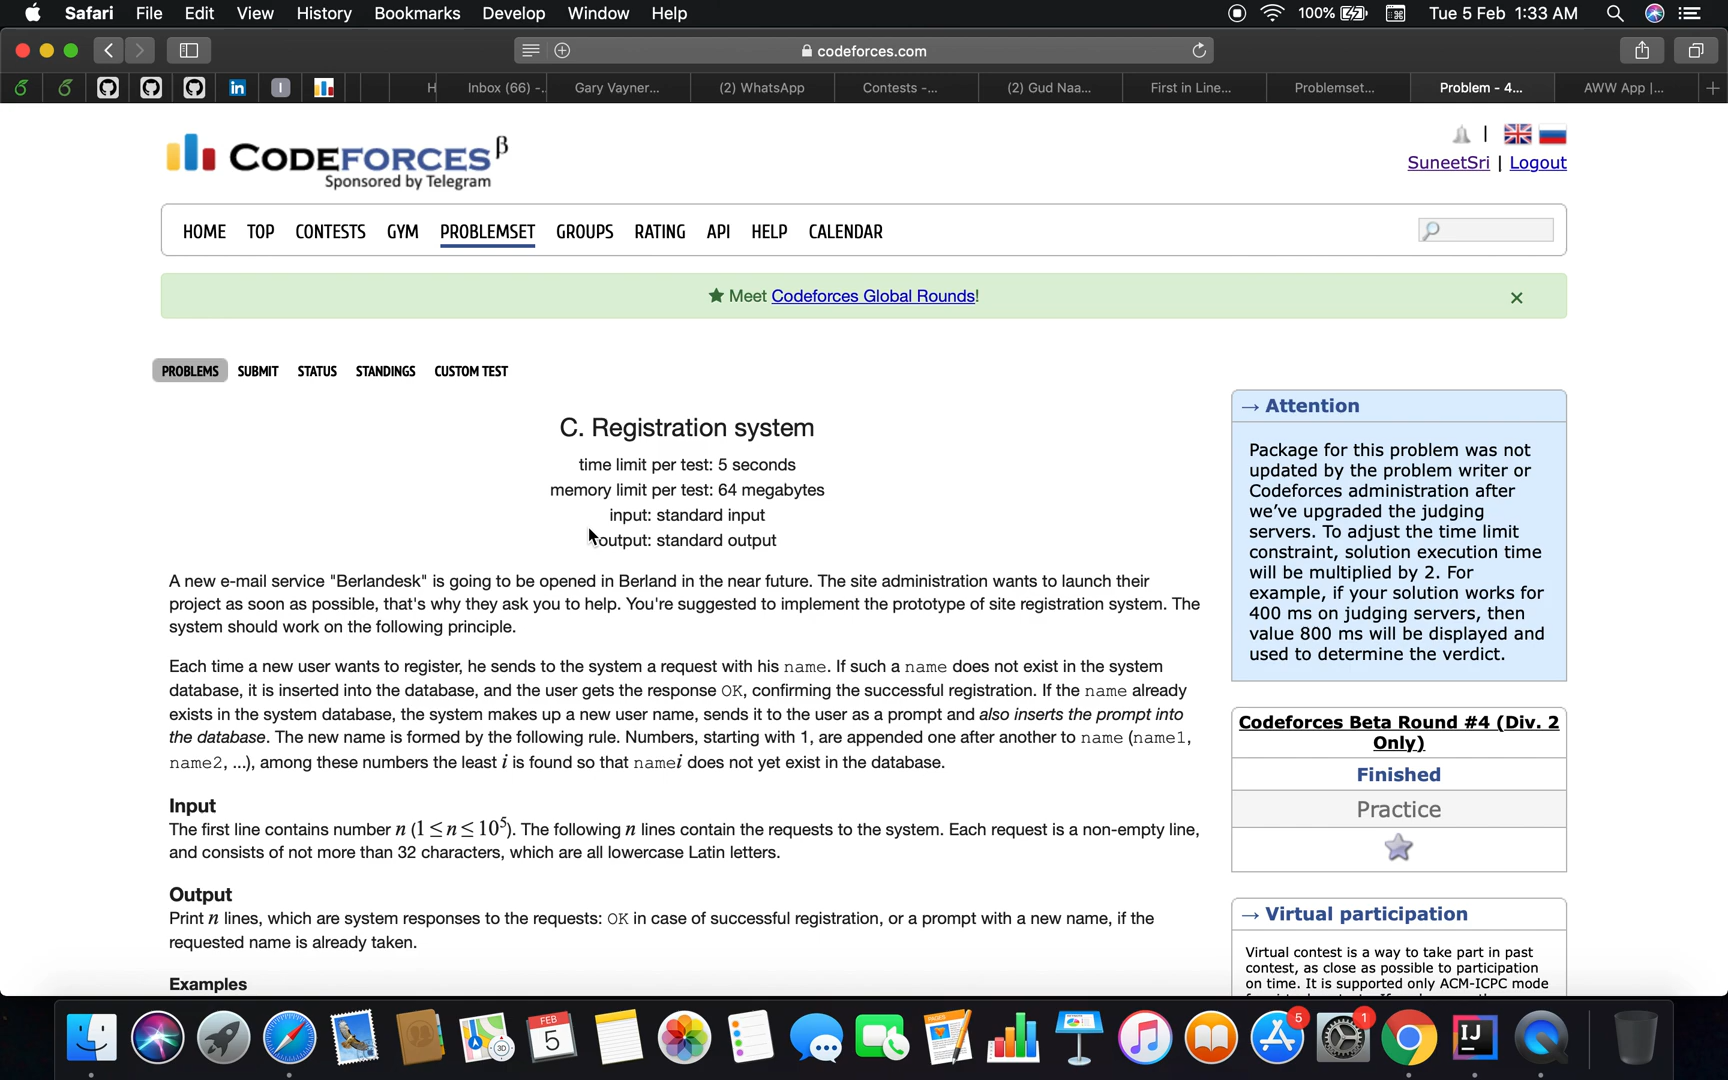 Safari File Edit View History Bookmarks Develop Window Help 100% Tue 5 Feb 1:33 AM
codeforces.com
in H Inbox (66) -... Gary Vayner... (2) WhatsApp Contests -... (2) Gud Naa... First in Line... Problemset... Problem - 4... AWW App |...
CODEFORCES β
Sponsored by Telegram
SuneetSri | Logout
HOME TOP CONTESTS GYM PROBLEMSET GROUPS RATING API HELP CALENDAR
★ Meet Codeforces Global Rounds! ×
PROBLEMS SUBMIT STATUS STANDINGS CUSTOM TEST
C. Registration system
time limit per test: 5 seconds
memory limit per test: 64 megabytes
input: standard input
output: standard output
A new e-mail service "Berlandesk" is going to be opened in Berland in the near future. The site administration wants to launch their
project as soon as possible, that's why they ask you to help. You're suggested to implement the prototype of site registration system. The
system should work on the following principle.
Each time a new user wants to register, he sends to the system a request with his name. If such a name does not exist in the system
database, it is inserted into the database, and the user gets the response OK, confirming the successful registration. If the name already
exists in the system database, the system makes up a new user name, sends it to the user as a prompt and also inserts the prompt into
the database. The new name is formed by the following rule. Numbers, starting with 1, are appended one after another to name (name1,
name2, ...), among these numbers the least i is found so that namei does not yet exist in the database.
Input
The first line contains number n (1 ≤ n ≤ 10⁵). The following n lines contain the requests to the system. Each request is a non-empty line,
and consists of not more than 32 characters, which are all lowercase Latin letters.
Output
Print n lines, which are system responses to the requests: OK in case of successful registration, or a prompt with a new name, if the
requested name is already taken.
Examples
→ Attention
Package for this problem was not
updated by the problem writer or
Codeforces administration after
we've upgraded the judging
servers. To adjust the time limit
constraint, solution execution time
will be multiplied by 2. For
example, if your solution works for
400 ms on judging servers, then
value 800 ms will be displayed and
used to determine the verdict.
Codeforces Beta Round #4 (Div. 2
Only)
Finished
Practice
→ Virtual participation
Virtual contest is a way to take part in past
contest, as close as possible to participation
on time. It is supported only ACM-ICPC mode
3D FEB 5 PAGES 5 1 IJ